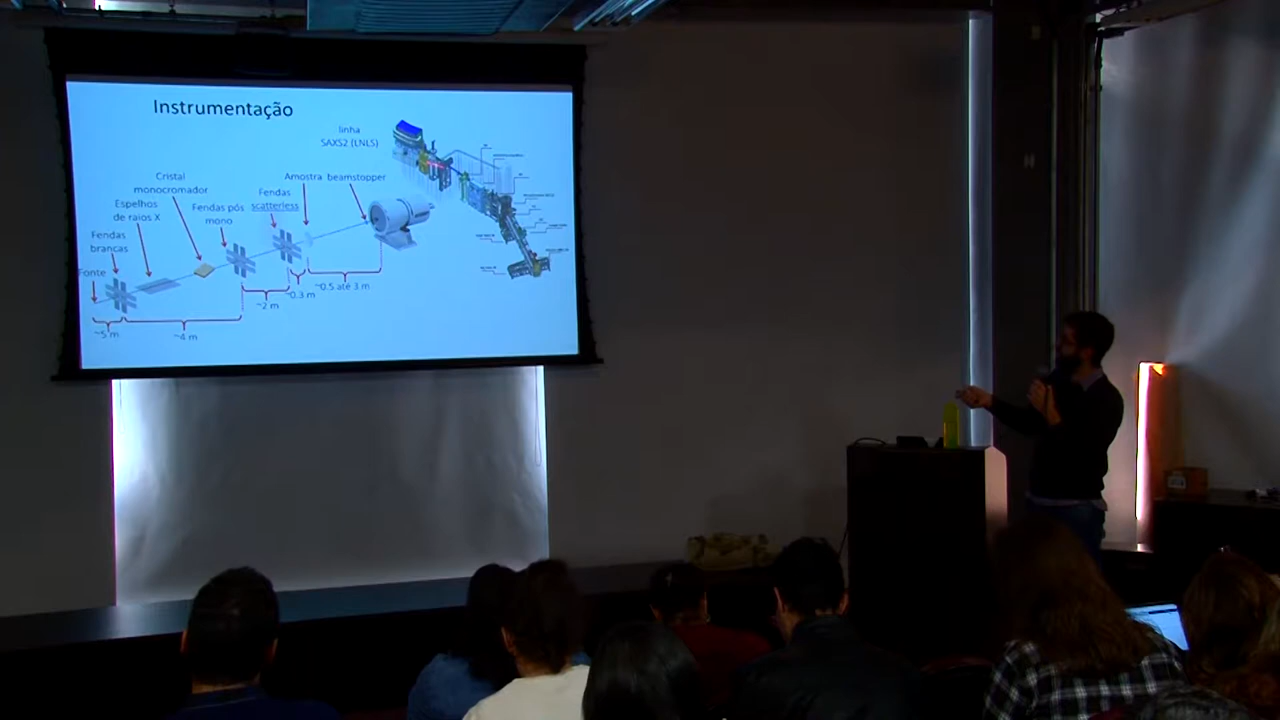 Instrumentação
linha
SAXS2 (LNLS)
Cristal
monocromador
Amostra beamstopper
Espelhos
de raios X
Fendas pós
mono
Fendas
scatterless
Fendas
brancas
Fonte
~5 m
~4 m
~2 m
~0.3 m
~0.5 até 3 m